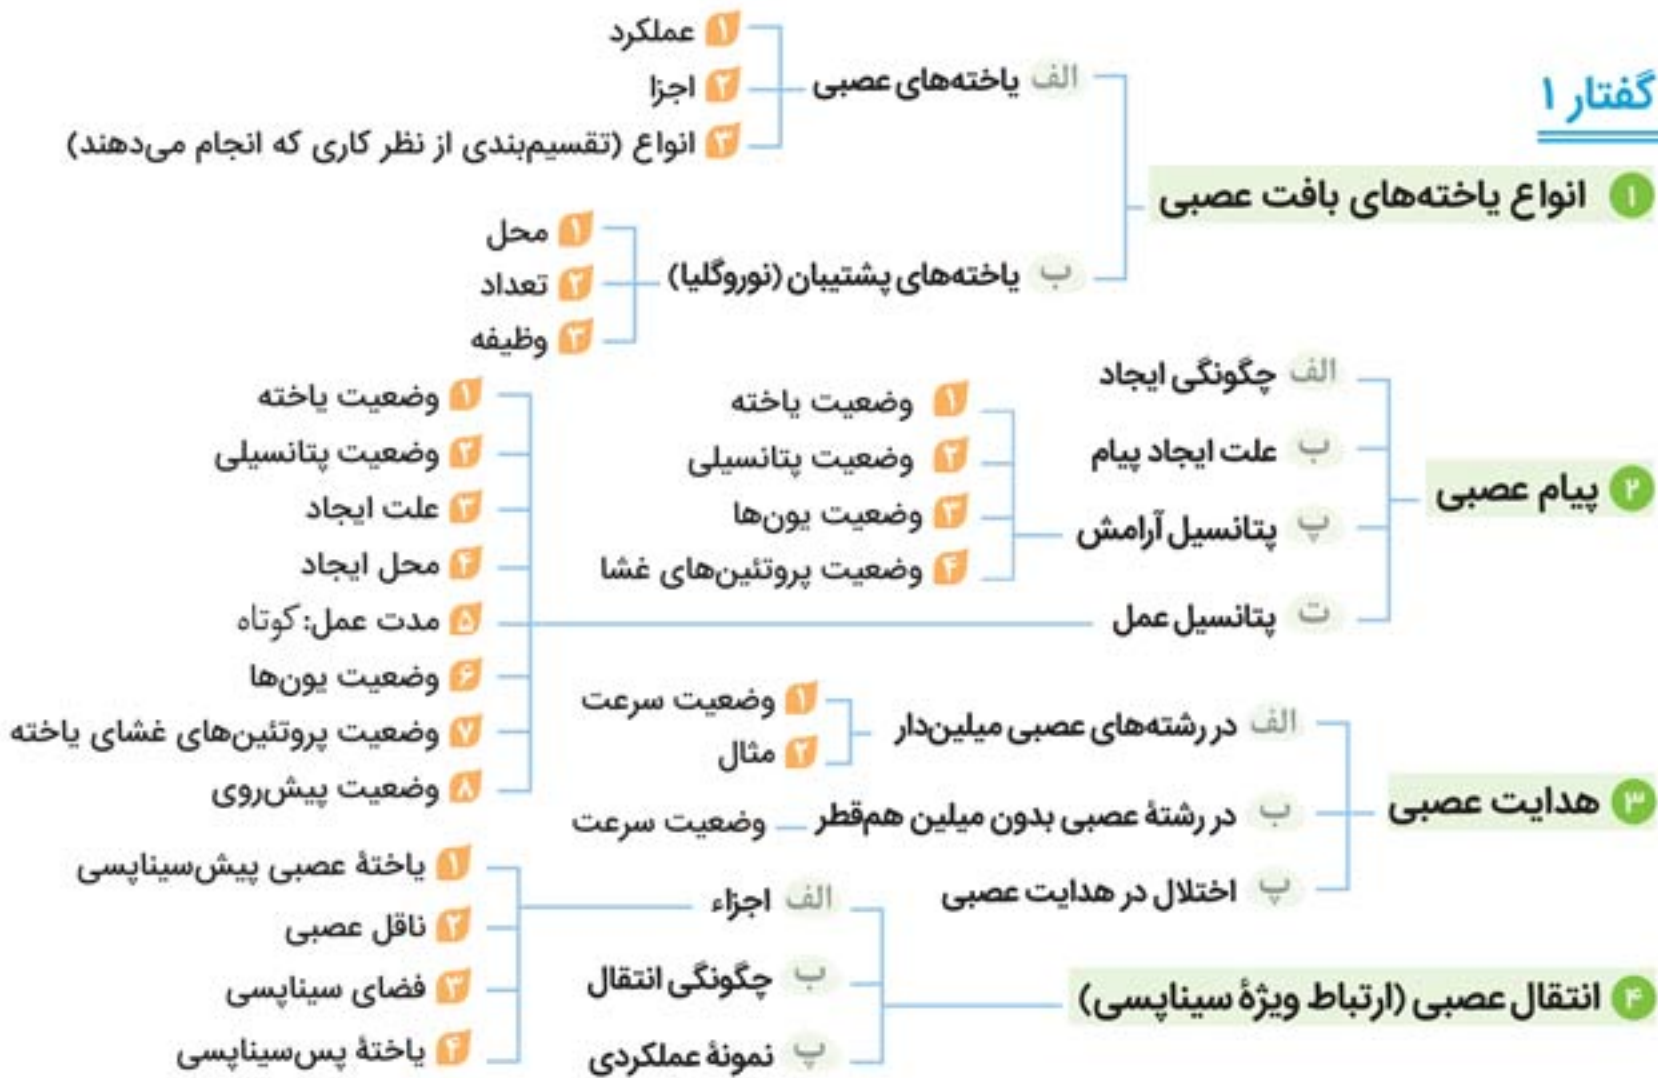 گفتار ۱
۱ انواع یاخته‌های بافت عصبی
الف یاخته‌های عصبی
۱ عملکرد
۲ اجزا
۳ انواع (تقسیم‌بندی از نظر کاری که انجام می‌دهند)
ب یاخته‌های پشتیبان (نوروگلیا)
۱ محل
۲ تعداد
۳ وظیفه
۲ پیام عصبی
الف چگونگی ایجاد
ب علت ایجاد پیام
پ پتانسیل آرامش
۱ وضعیت یاخته
۲ وضعیت پتانسیلی
۳ وضعیت یون‌ها
۴ وضعیت پروتئین‌های غشا
ت پتانسیل عمل
۱ وضعیت یاخته
۲ وضعیت پتانسیلی
۳ علت ایجاد
۴ محل ایجاد
۵ مدت عمل: کوتاه
۶ وضعیت یون‌ها
۷ وضعیت پروتئین‌های غشای یاخته
۸ وضعیت پیش‌روی
۳ هدایت عصبی
الف در رشته‌های عصبی میلین‌دار
۱ وضعیت سرعت
۲ مثال
ب در رشتهٔ عصبی بدون میلین هم‌قطر
وضعیت سرعت
پ اختلال در هدایت عصبی
۴ انتقال عصبی (ارتباط ویژهٔ سیناپسی)
الف اجزاء
۱ یاختهٔ عصبی پیش‌سیناپسی
۲ ناقل عصبی
۳ فضای سیناپسی
۴ یاختهٔ پس‌سیناپسی
ب چگونگی انتقال
پ نمونهٔ عملکردی